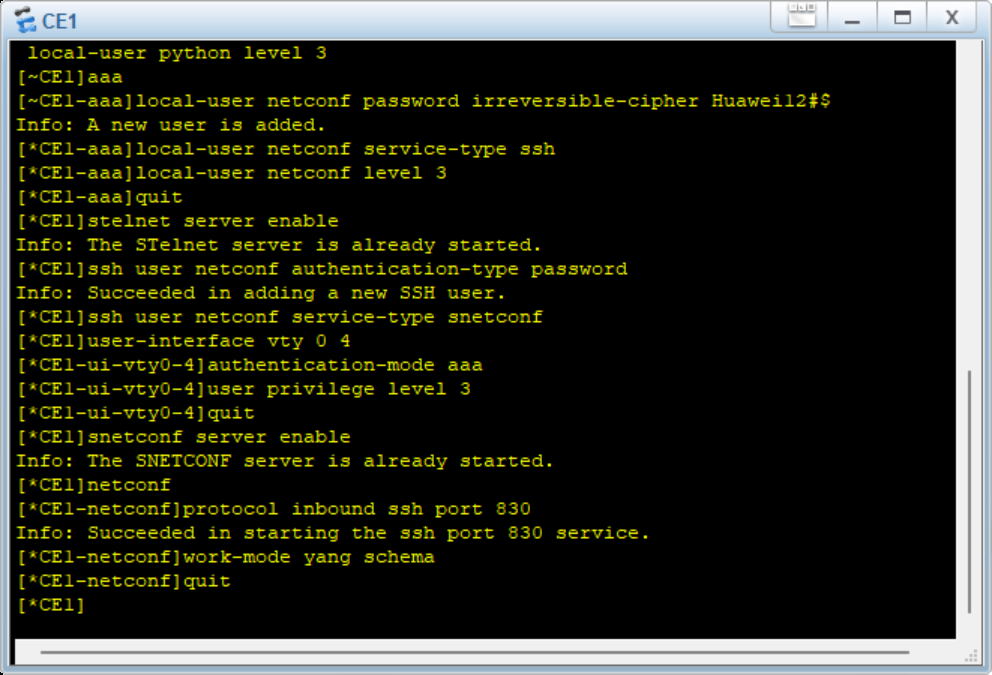 CE1
local-user python level 3
[~CE1]aaa
[~CE1-aaa]local-user netconf password irreversible-cipher Huawei12#$
Info: A new user is added.
[*CE1-aaa]local-user netconf service-type ssh
[*CE1-aaa]local-user netconf level 3
[*CE1-aaa]quit
[*CE1]stelnet server enable
Info: The STelnet server is already started.
[*CE1]ssh user netconf authentication-type password
Info: Succeeded in adding a new SSH user.
[*CE1]ssh user netconf service-type snetconf
[*CE1]user-interface vty 0 4
[*CE1-ui-vty0-4]authentication-mode aaa
[*CE1-ui-vty0-4]user privilege level 3
[*CE1-ui-vty0-4]quit
[*CE1]snetconf server enable
Info: The SNETCONF server is already started.
[*CE1]netconf
[*CE1-netconf]protocol inbound ssh port 830
Info: Succeeded in starting the ssh port 830 service.
[*CE1-netconf]work-mode yang schema
[*CE1-netconf]quit
[*CE1]